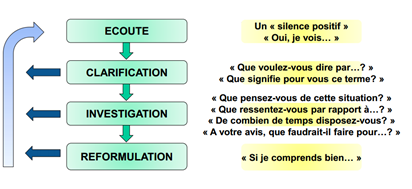 ECOUTE
Un « silence positif »
« Oui, je vois… »
CLARIFICATION
« Que voulez-vous dire par…? »
« Que signifie pour vous ce terme? »
INVESTIGATION
« Que pensez-vous de cette situation? »
« Que ressentez-vous par rapport à…? »
« De combien de temps disposez-vous? »
« A votre avis, que faudrait-il faire pour…? »
REFORMULATION
« Si je comprends bien… »